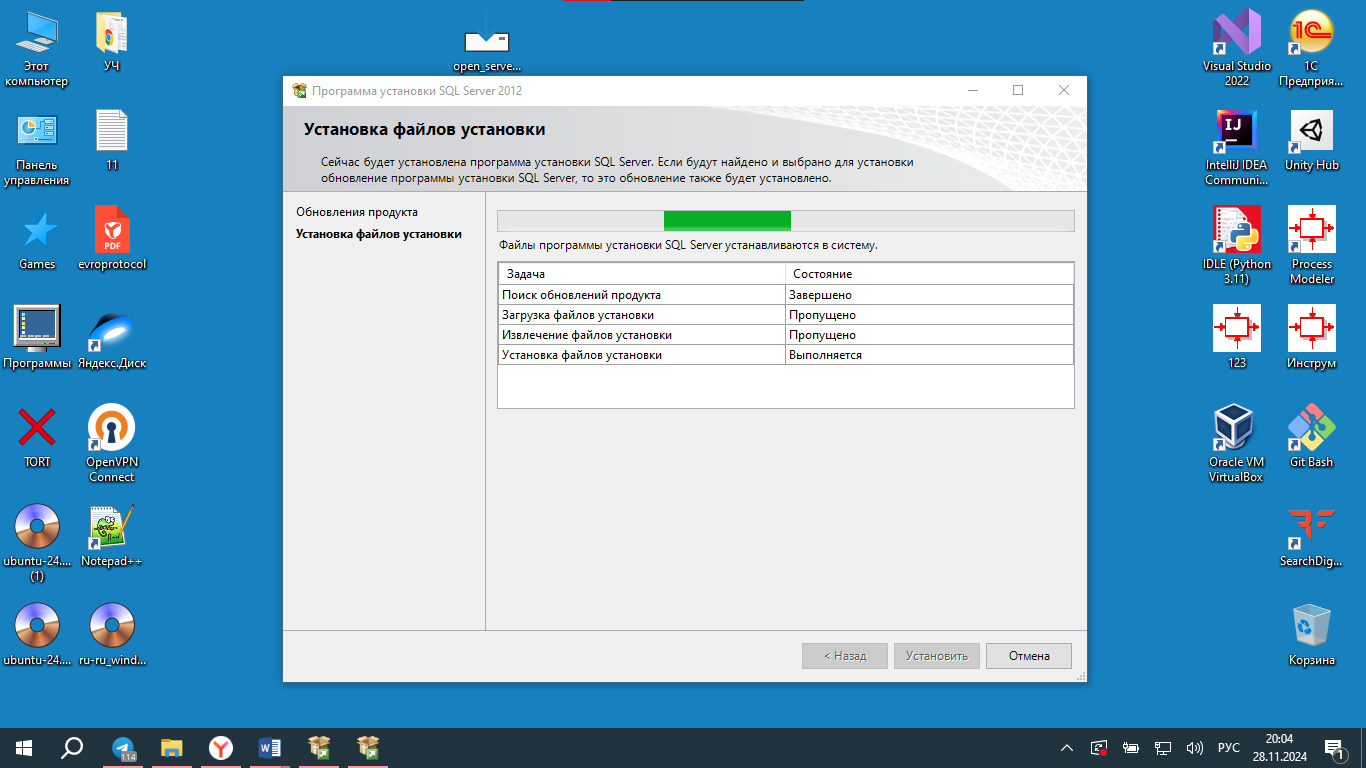 Этот
компьютер
УЧ
open_serve...
Visual Studio
2022
1С
Предприя...
Программа установки SQL Server 2012
Установка файлов установки
Сейчас будет установлена программа установки SQL Server. Если будут найдено и выбрано для установки
обновление программы установки SQL Server, то это обновление также будет установлено.
Обновления продукта
Установка файлов установки
Файлы программы установки SQL Server устанавливаются в систему.
Задача Состояние
Поиск обновлений продукта Завершено
Загрузка файлов установки Пропущено
Извлечение файлов установки Пропущено
Установка файлов установки Выполняется
< Назад Установить Отмена
Панель
управления
11
IJ
IntelliJ IDEA
Communi...
Unity Hub
Games
PDF
evroprotocol
IDLE (Python
3.11)
Process
Modeler
Программы
Яндекс.Диск
123
Инструм
TORT
OpenVPN
Connect
Oracle VM
VirtualBox
Git Bash
ubuntu-24....
(1)
Notepad++
SearchDig...
ubuntu-24....
ru-ru_wind...
Корзина
114
РУС
20:04
28.11.2024
1